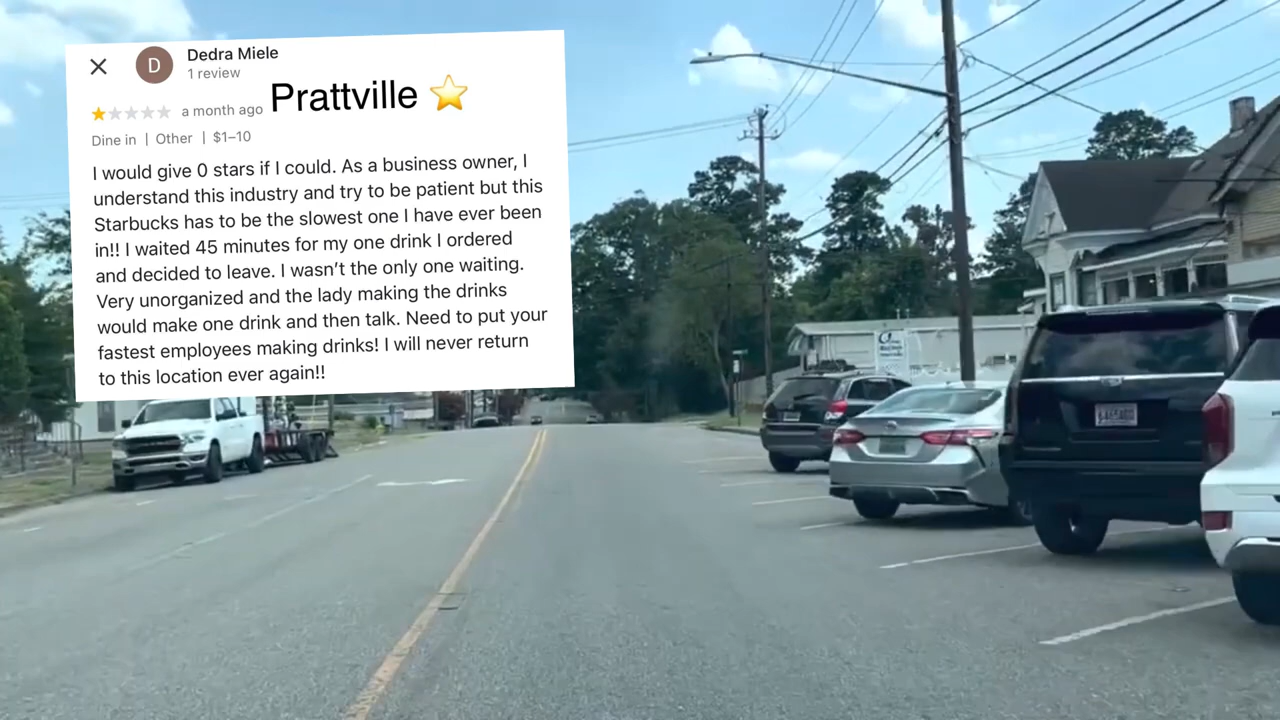 Dedra Miele
1 review
a month ago
Prattville ⭐
Dine in | Other | $1–10
I would give 0 stars if I could. As a business owner, I
understand this industry and try to be patient but this
Starbucks has to be the slowest one I have ever been
in!! I waited 45 minutes for my one drink I ordered
and decided to leave. I wasn't the only one waiting.
Very unorganized and the lady making the drinks
would make one drink and then talk. Need to put your
fastest employees making drinks! I will never return
to this location ever again!!
D